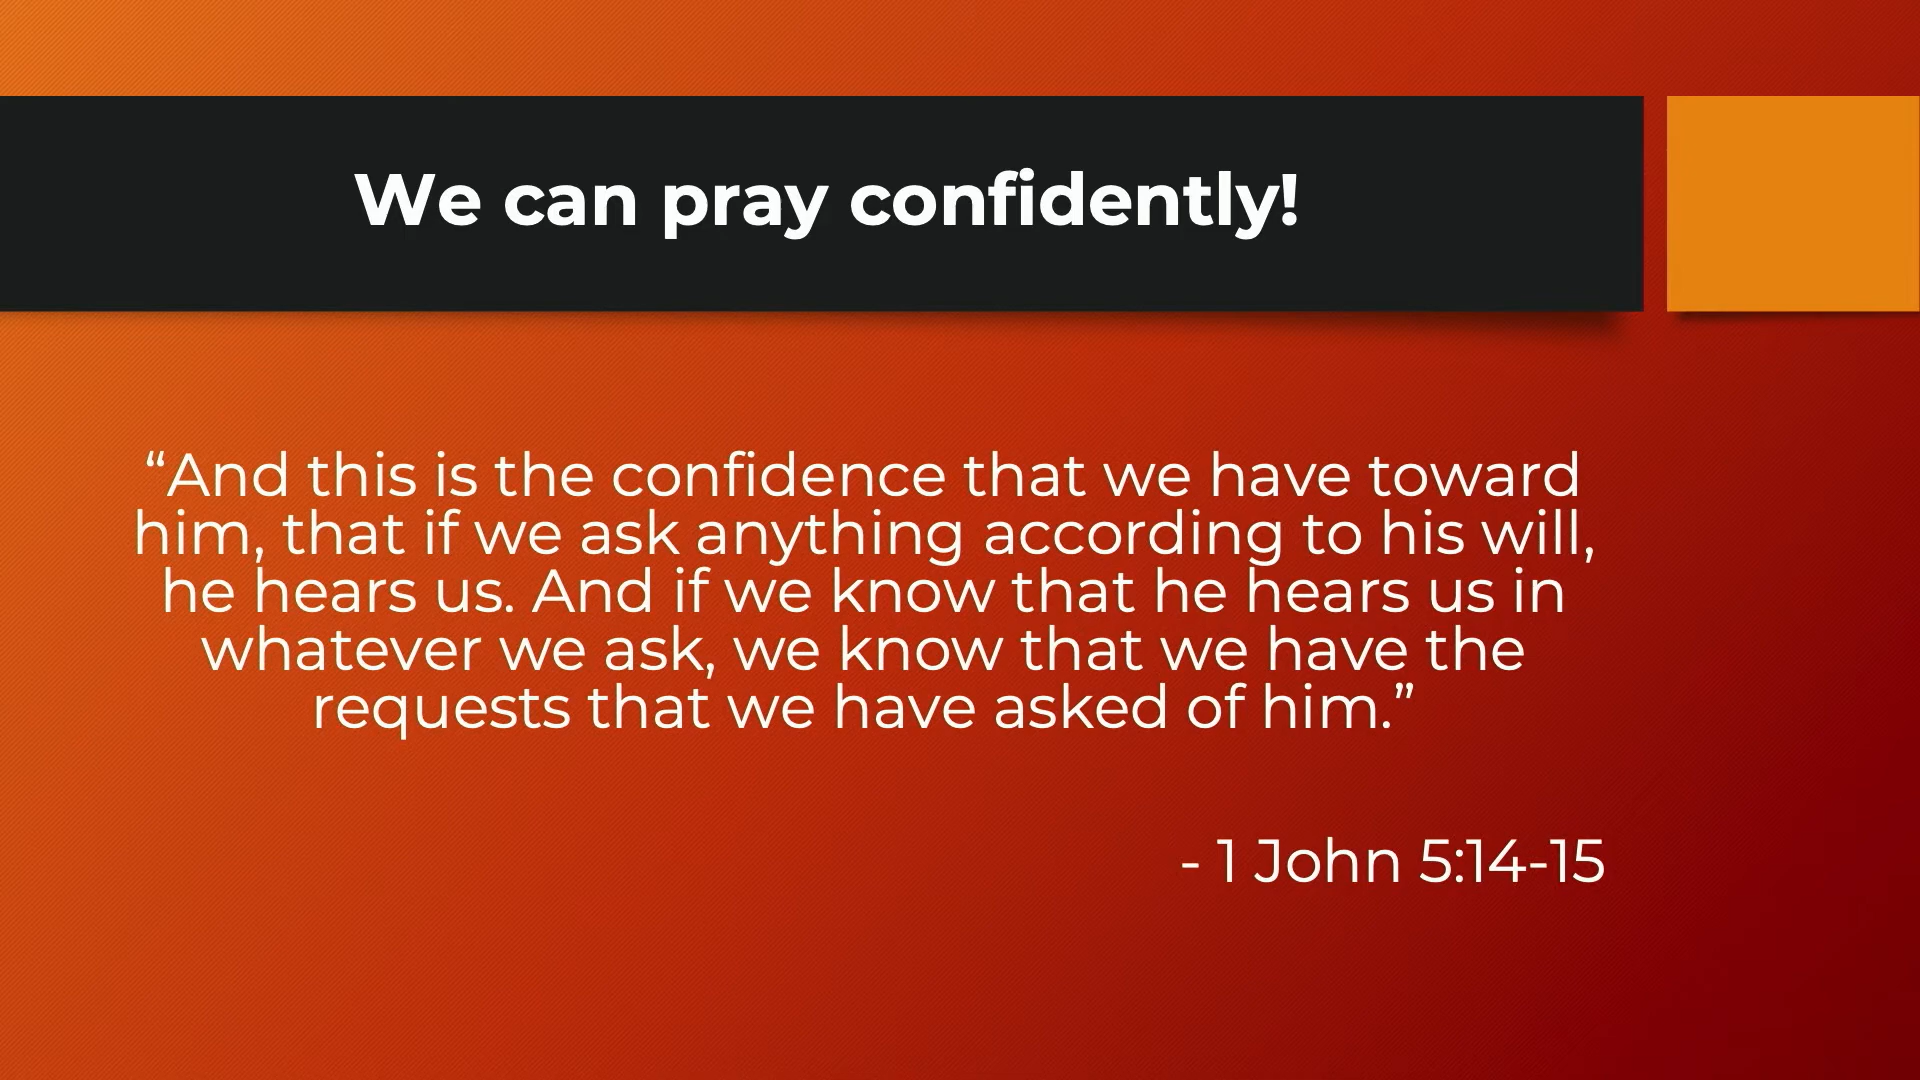 We can pray confidently!
“And this is the confidence that we have toward
him, that if we ask anything according to his will,
he hears us. And if we know that he hears us in
whatever we ask, we know that we have the
requests that we have asked of him.”
- 1 John 5:14-15